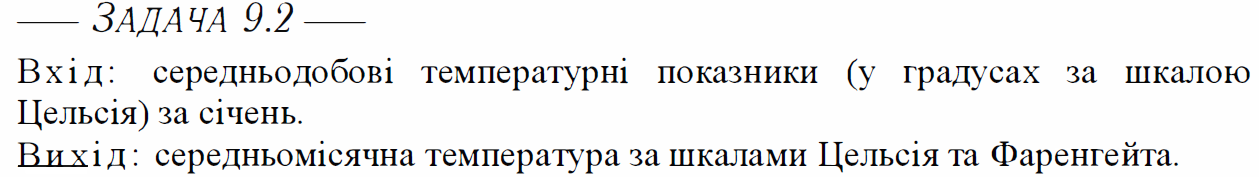 —— ЗАДАЧА 9.2 ——
Вхід: середньодобові температурні показники (у градусах за шкалою
Цельсія) за січень.
Вихід: середньомісячна температура за шкалами Цельсія та Фаренгейта.